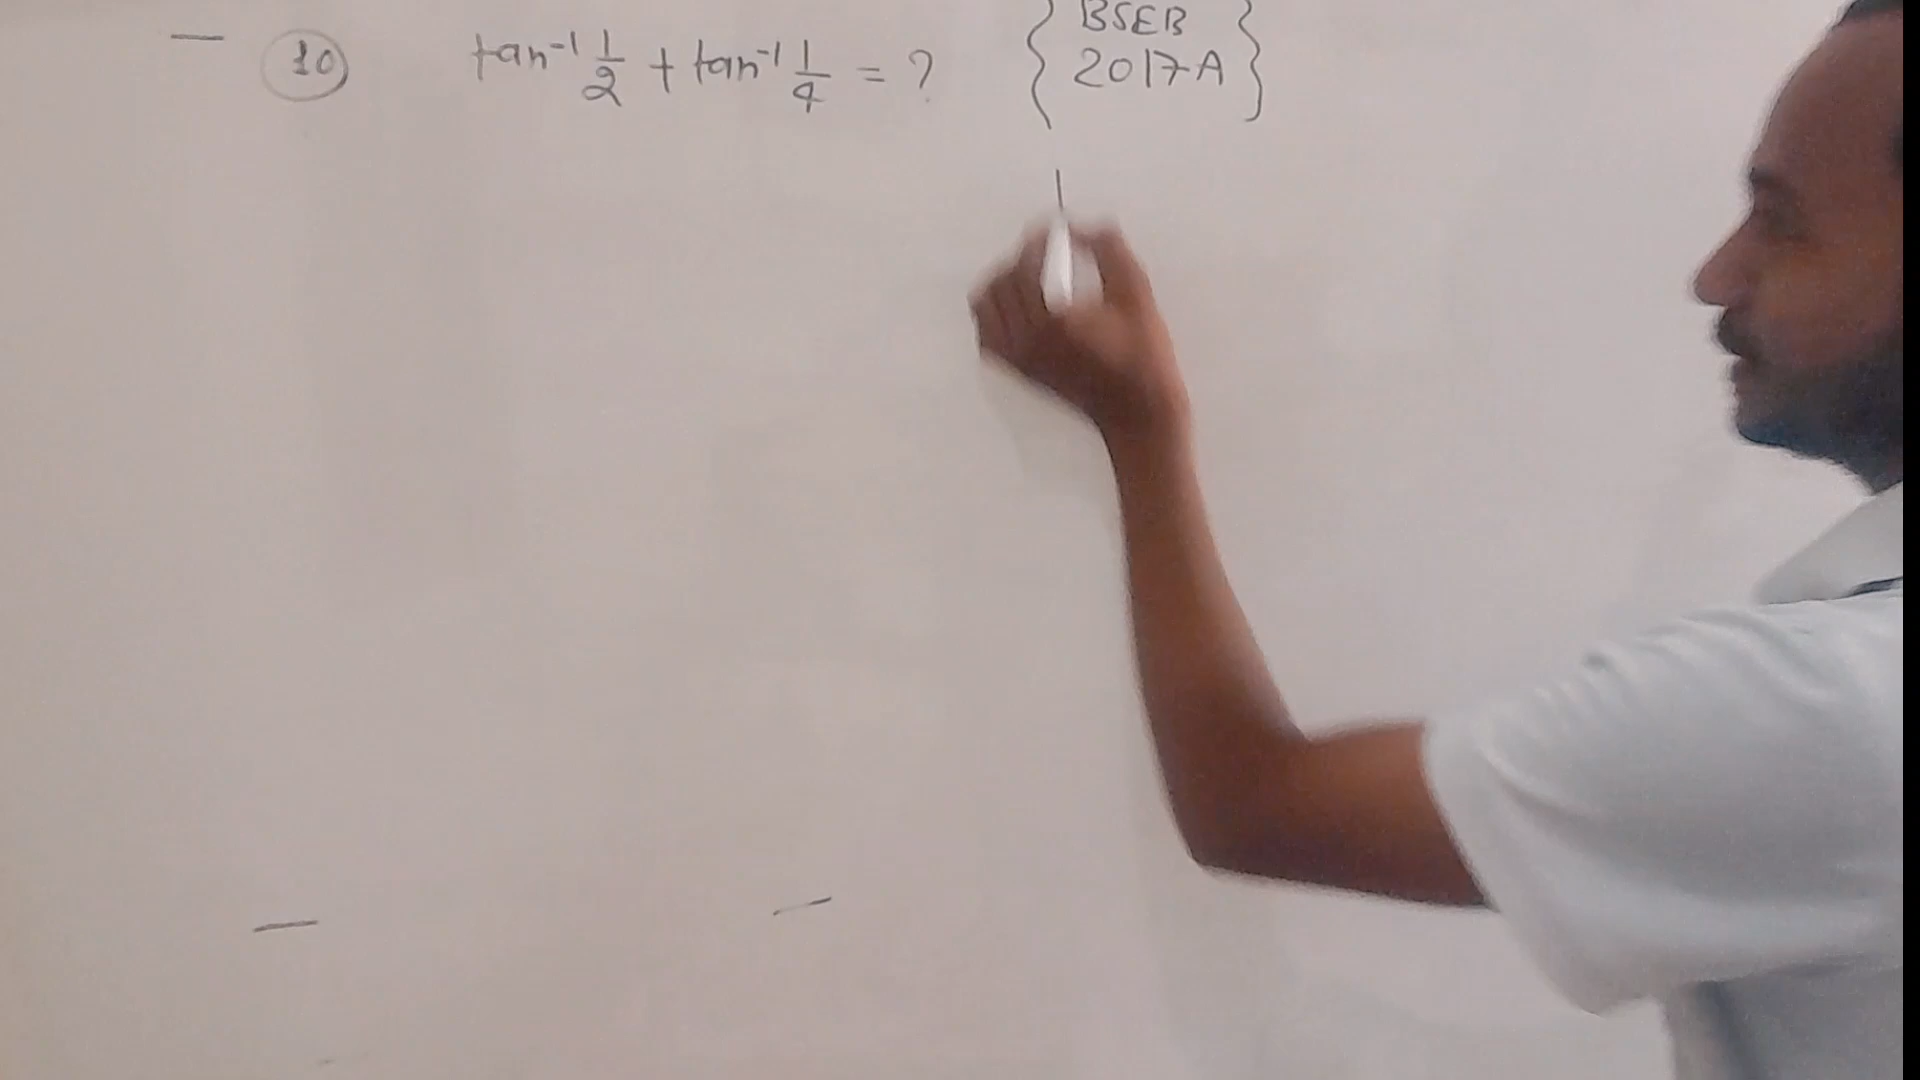 10 tan⁻¹ 1/2 + tan⁻¹ 1/4 = ? { BSEB
2017A }